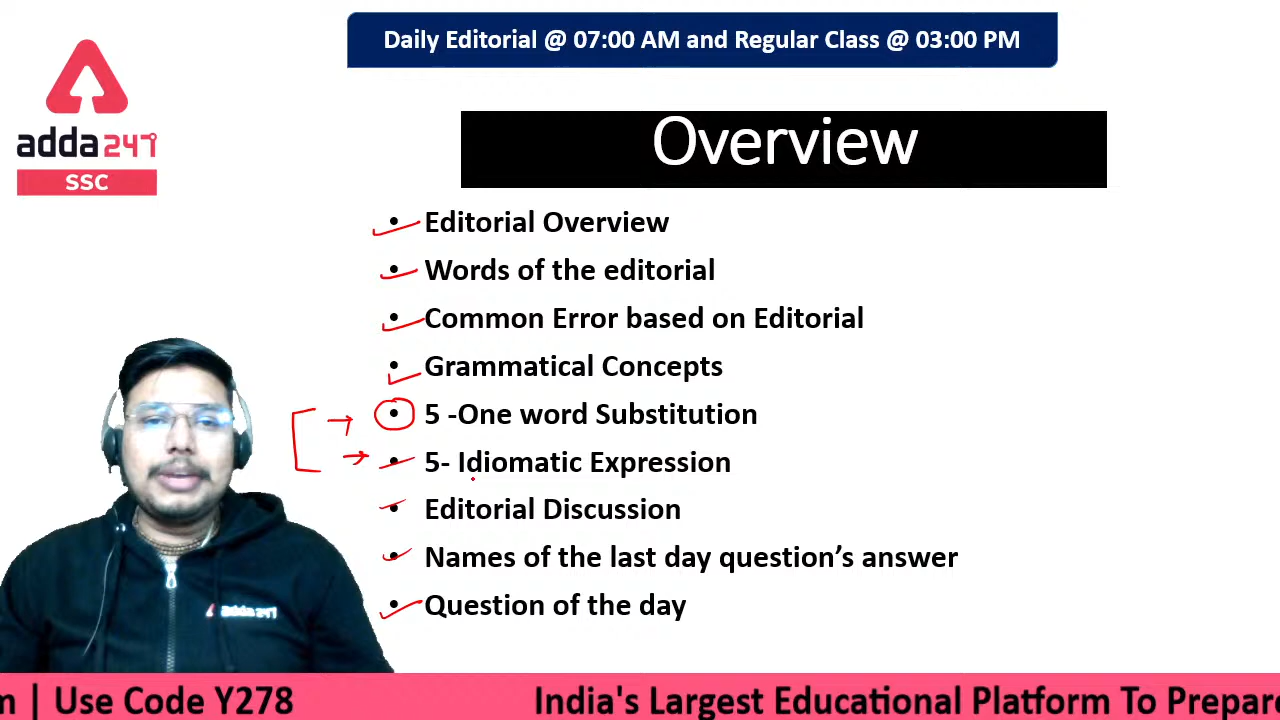 Daily Editorial @ 07:00 AM and Regular Class @ 03:00 PM
adda247
SSC
Overview
• Editorial Overview
• Words of the editorial
• Common Error based on Editorial
• Grammatical Concepts
• 5 -One word Substitution
• 5- Idiomatic Expression
• Editorial Discussion
• Names of the last day question’s answer
• Question of the day
adda247
m | Use Code Y278 India's Largest Educational Platform To Prepare